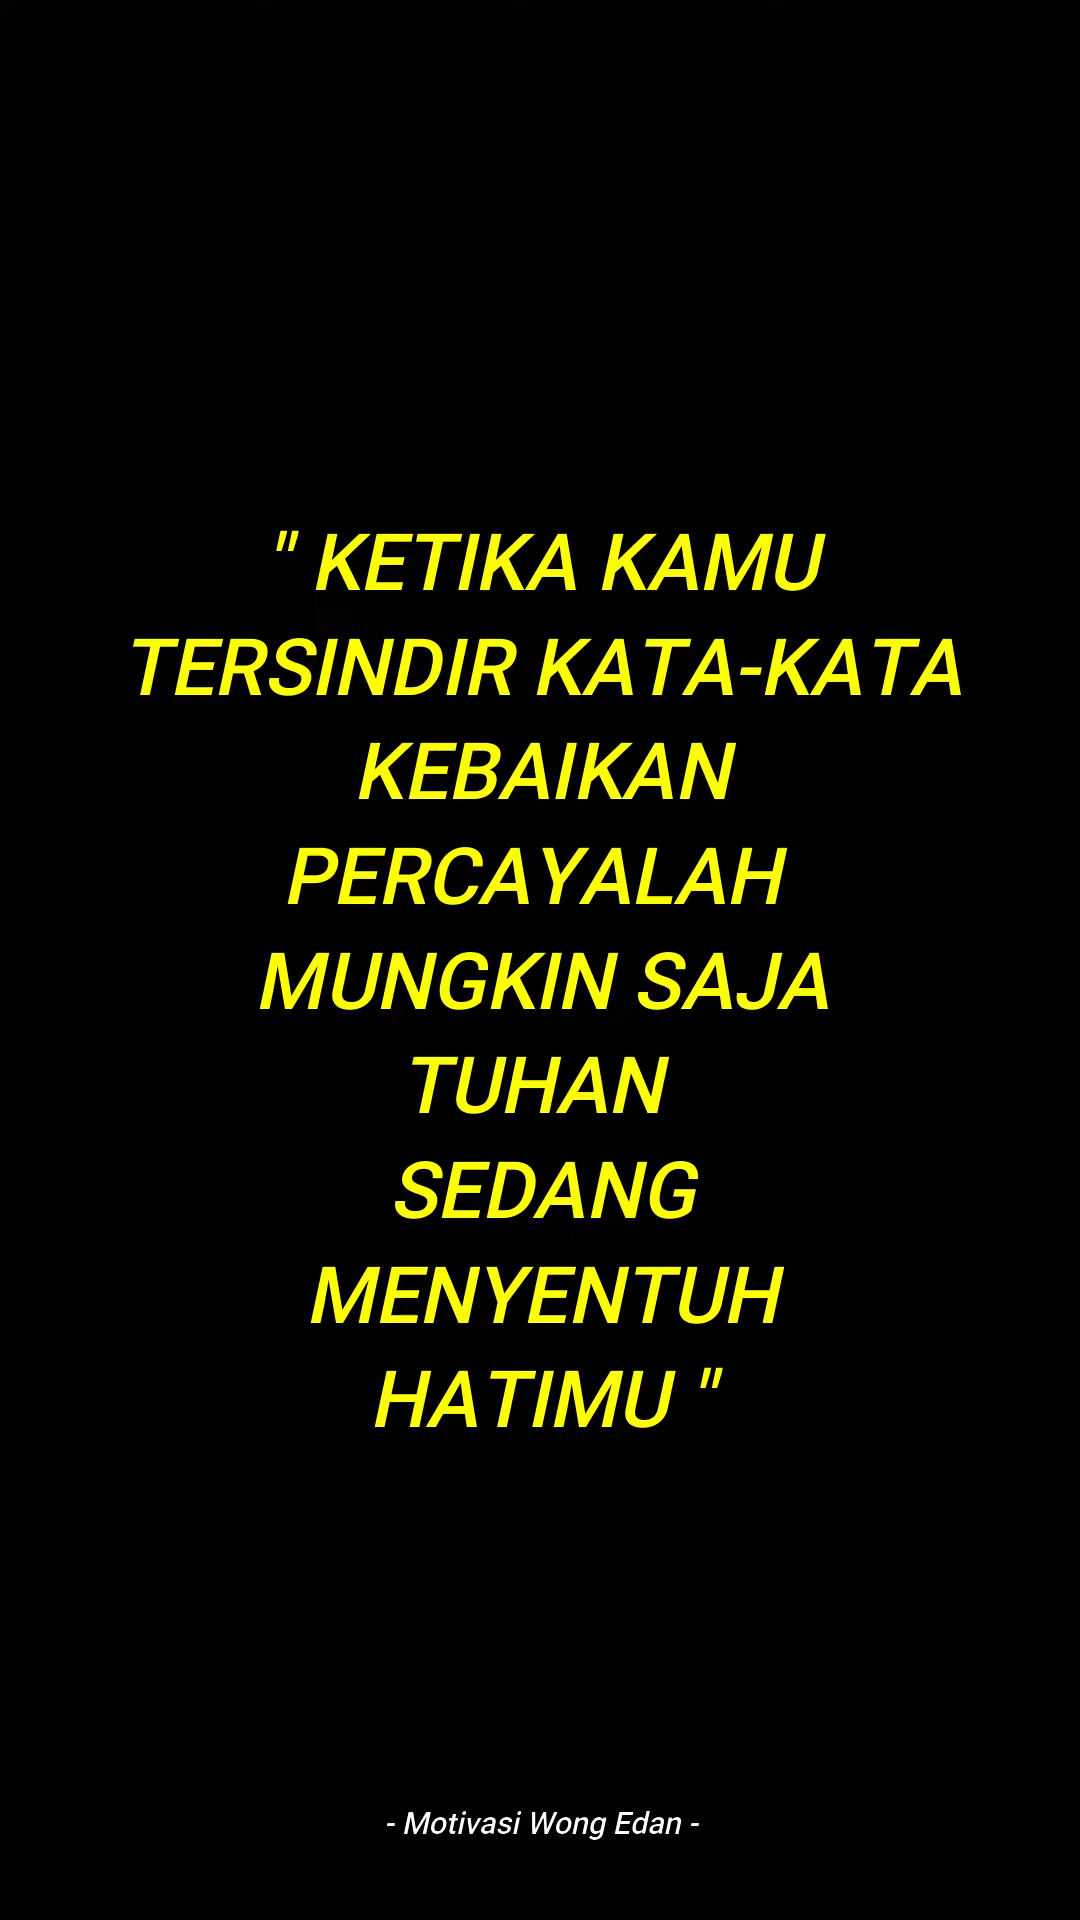 " KETIKA KAMU
TERSINDIR KATA-KATA
KEBAIKAN
PERCAYALAH
MUNGKIN SAJA
TUHAN
SEDANG
MENYENTUH
HATIMU "
- Motivasi Wong Edan -